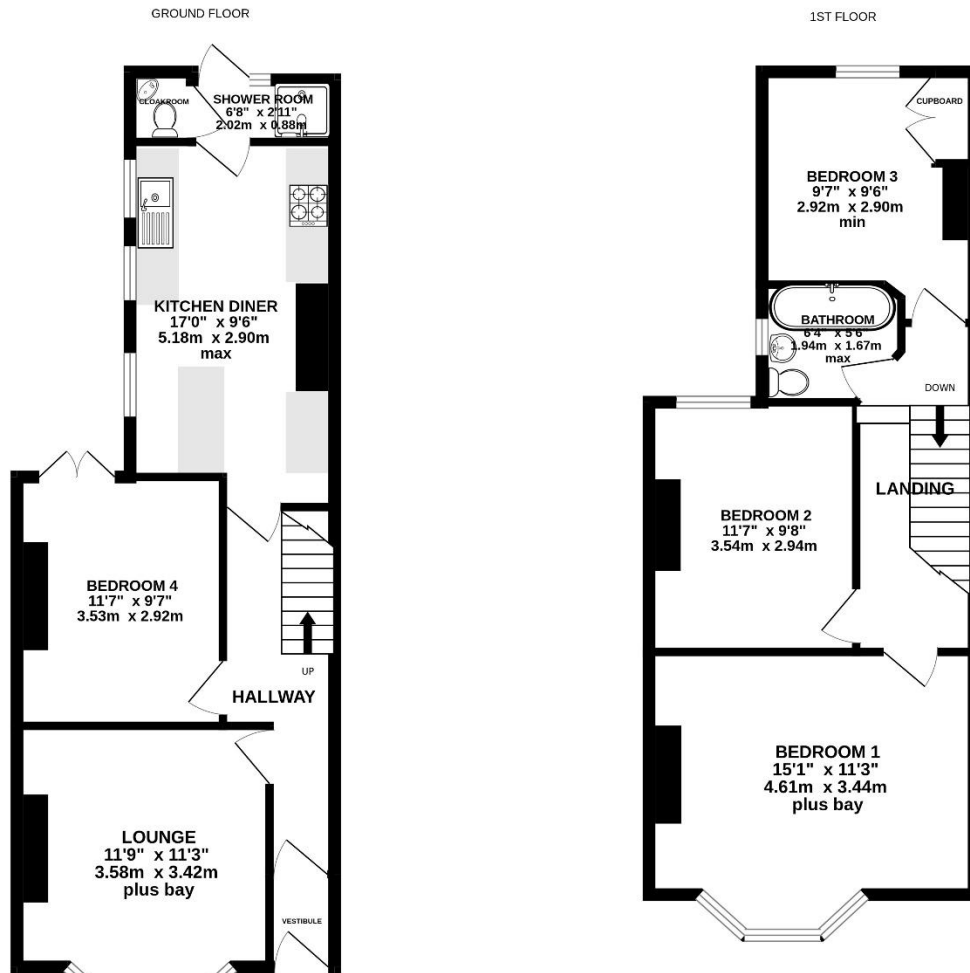 GROUND FLOOR
CLOAKROOM
SHOWER ROOM
6'8" x 2'11"
2.02m x 0.88m
KITCHEN DINER
17'0" x 9'6"
5.18m x 2.90m
max
BEDROOM 4
11'7" x 9'7"
3.53m x 2.92m
UP
HALLWAY
LOUNGE
11'9" x 11'3"
3.58m x 3.42m
plus bay
VESTIBULE
1ST FLOOR
CUPBOARD
BEDROOM 3
9'7" x 9'6"
2.92m x 2.90m
min
BATHROOM
6'4" x 5'6"
1.94m x 1.67m
max
DOWN
LANDING
BEDROOM 2
11'7" x 9'8"
3.54m x 2.94m
BEDROOM 1
15'1" x 11'3"
4.61m x 3.44m
plus bay